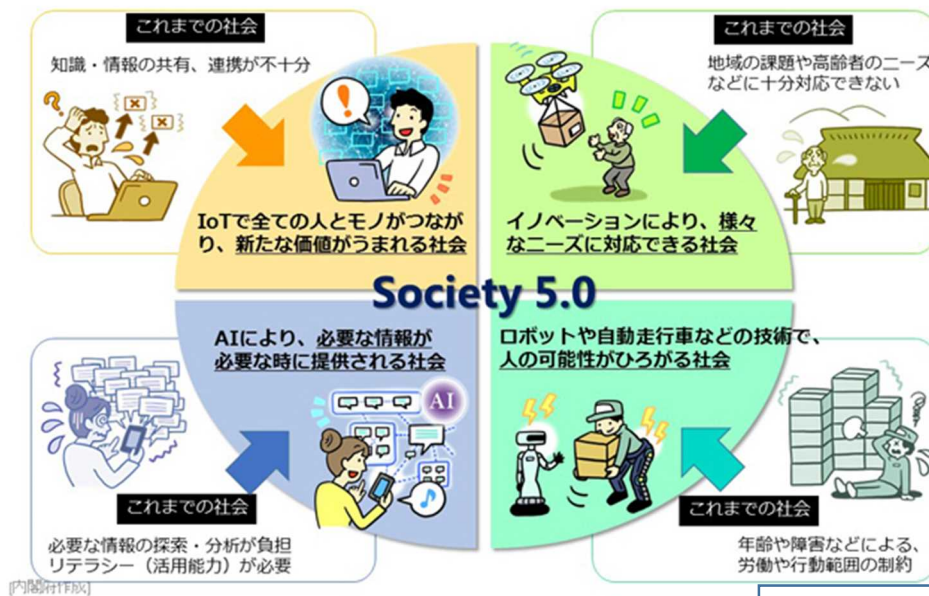 これまでの社会
知識・情報の共有、連携が不十分
IoTで全ての人とモノがつなが
り、新たな価値がうまれる社会
これまでの社会
地域の課題や高齢者のニーズ
などに十分対応できない
イノベーションにより、様々
なニーズに対応できる社会
Society 5.0
AIにより、必要な情報が
必要な時に提供される社会
AI
これまでの社会
必要な情報の探索・分析が負担
リテラシー（活用能力）が必要
ロボットや自動走行車などの技術で、
人の可能性がひろがる社会
これまでの社会
年齢や障害などによる、
労働や行動範囲の制約
[内閣府作成]